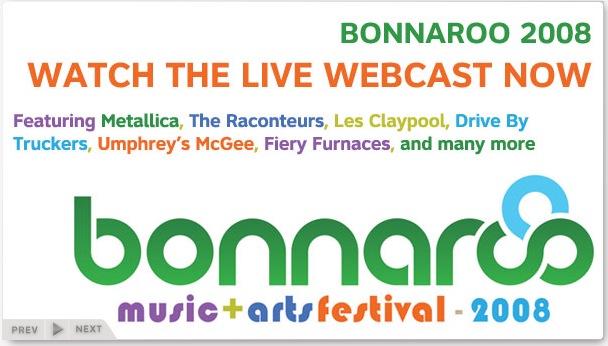 BONNAROO 2008
WATCH THE LIVE WEBCAST NOW
Featuring Metallica, The Raconteurs, Les Claypool, Drive By
Truckers, Umphrey's McGee, Fiery Furnaces, and many more
bonnaroo
music+arts festival - 2008
PREV NEXT